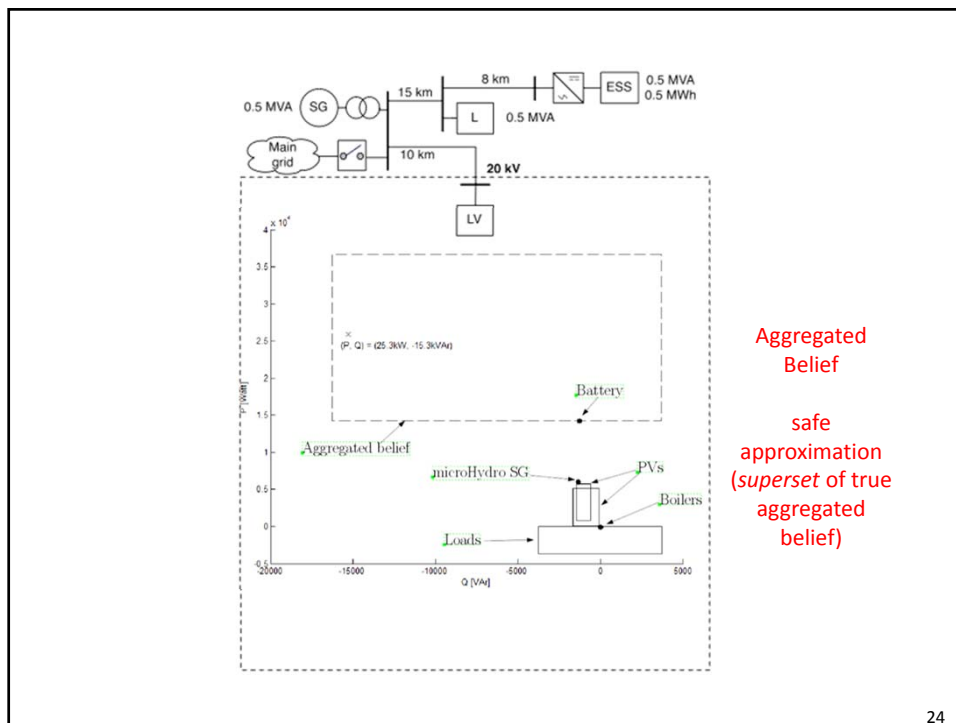 8 km
15 km
ESS
0.5 MVA
0.5 MWh
0.5 MVA
SG
L
0.5 MVA
Main
grid
10 km
20 kV
LV
x 10⁴
4
3.5
3
2.5
2
1.5
1
0.5
0
-0.5
P [Watt]
(P, Q) = (25.3kW, -15.3kVAr)
Battery
Aggregated belief
microHydro SG
PVs
Boilers
Loads
-20000
-15000
-10000
-5000
0
5000
Q [VAr]
Aggregated
Belief
safe
approximation
(superset of true
aggregated
belief)
24